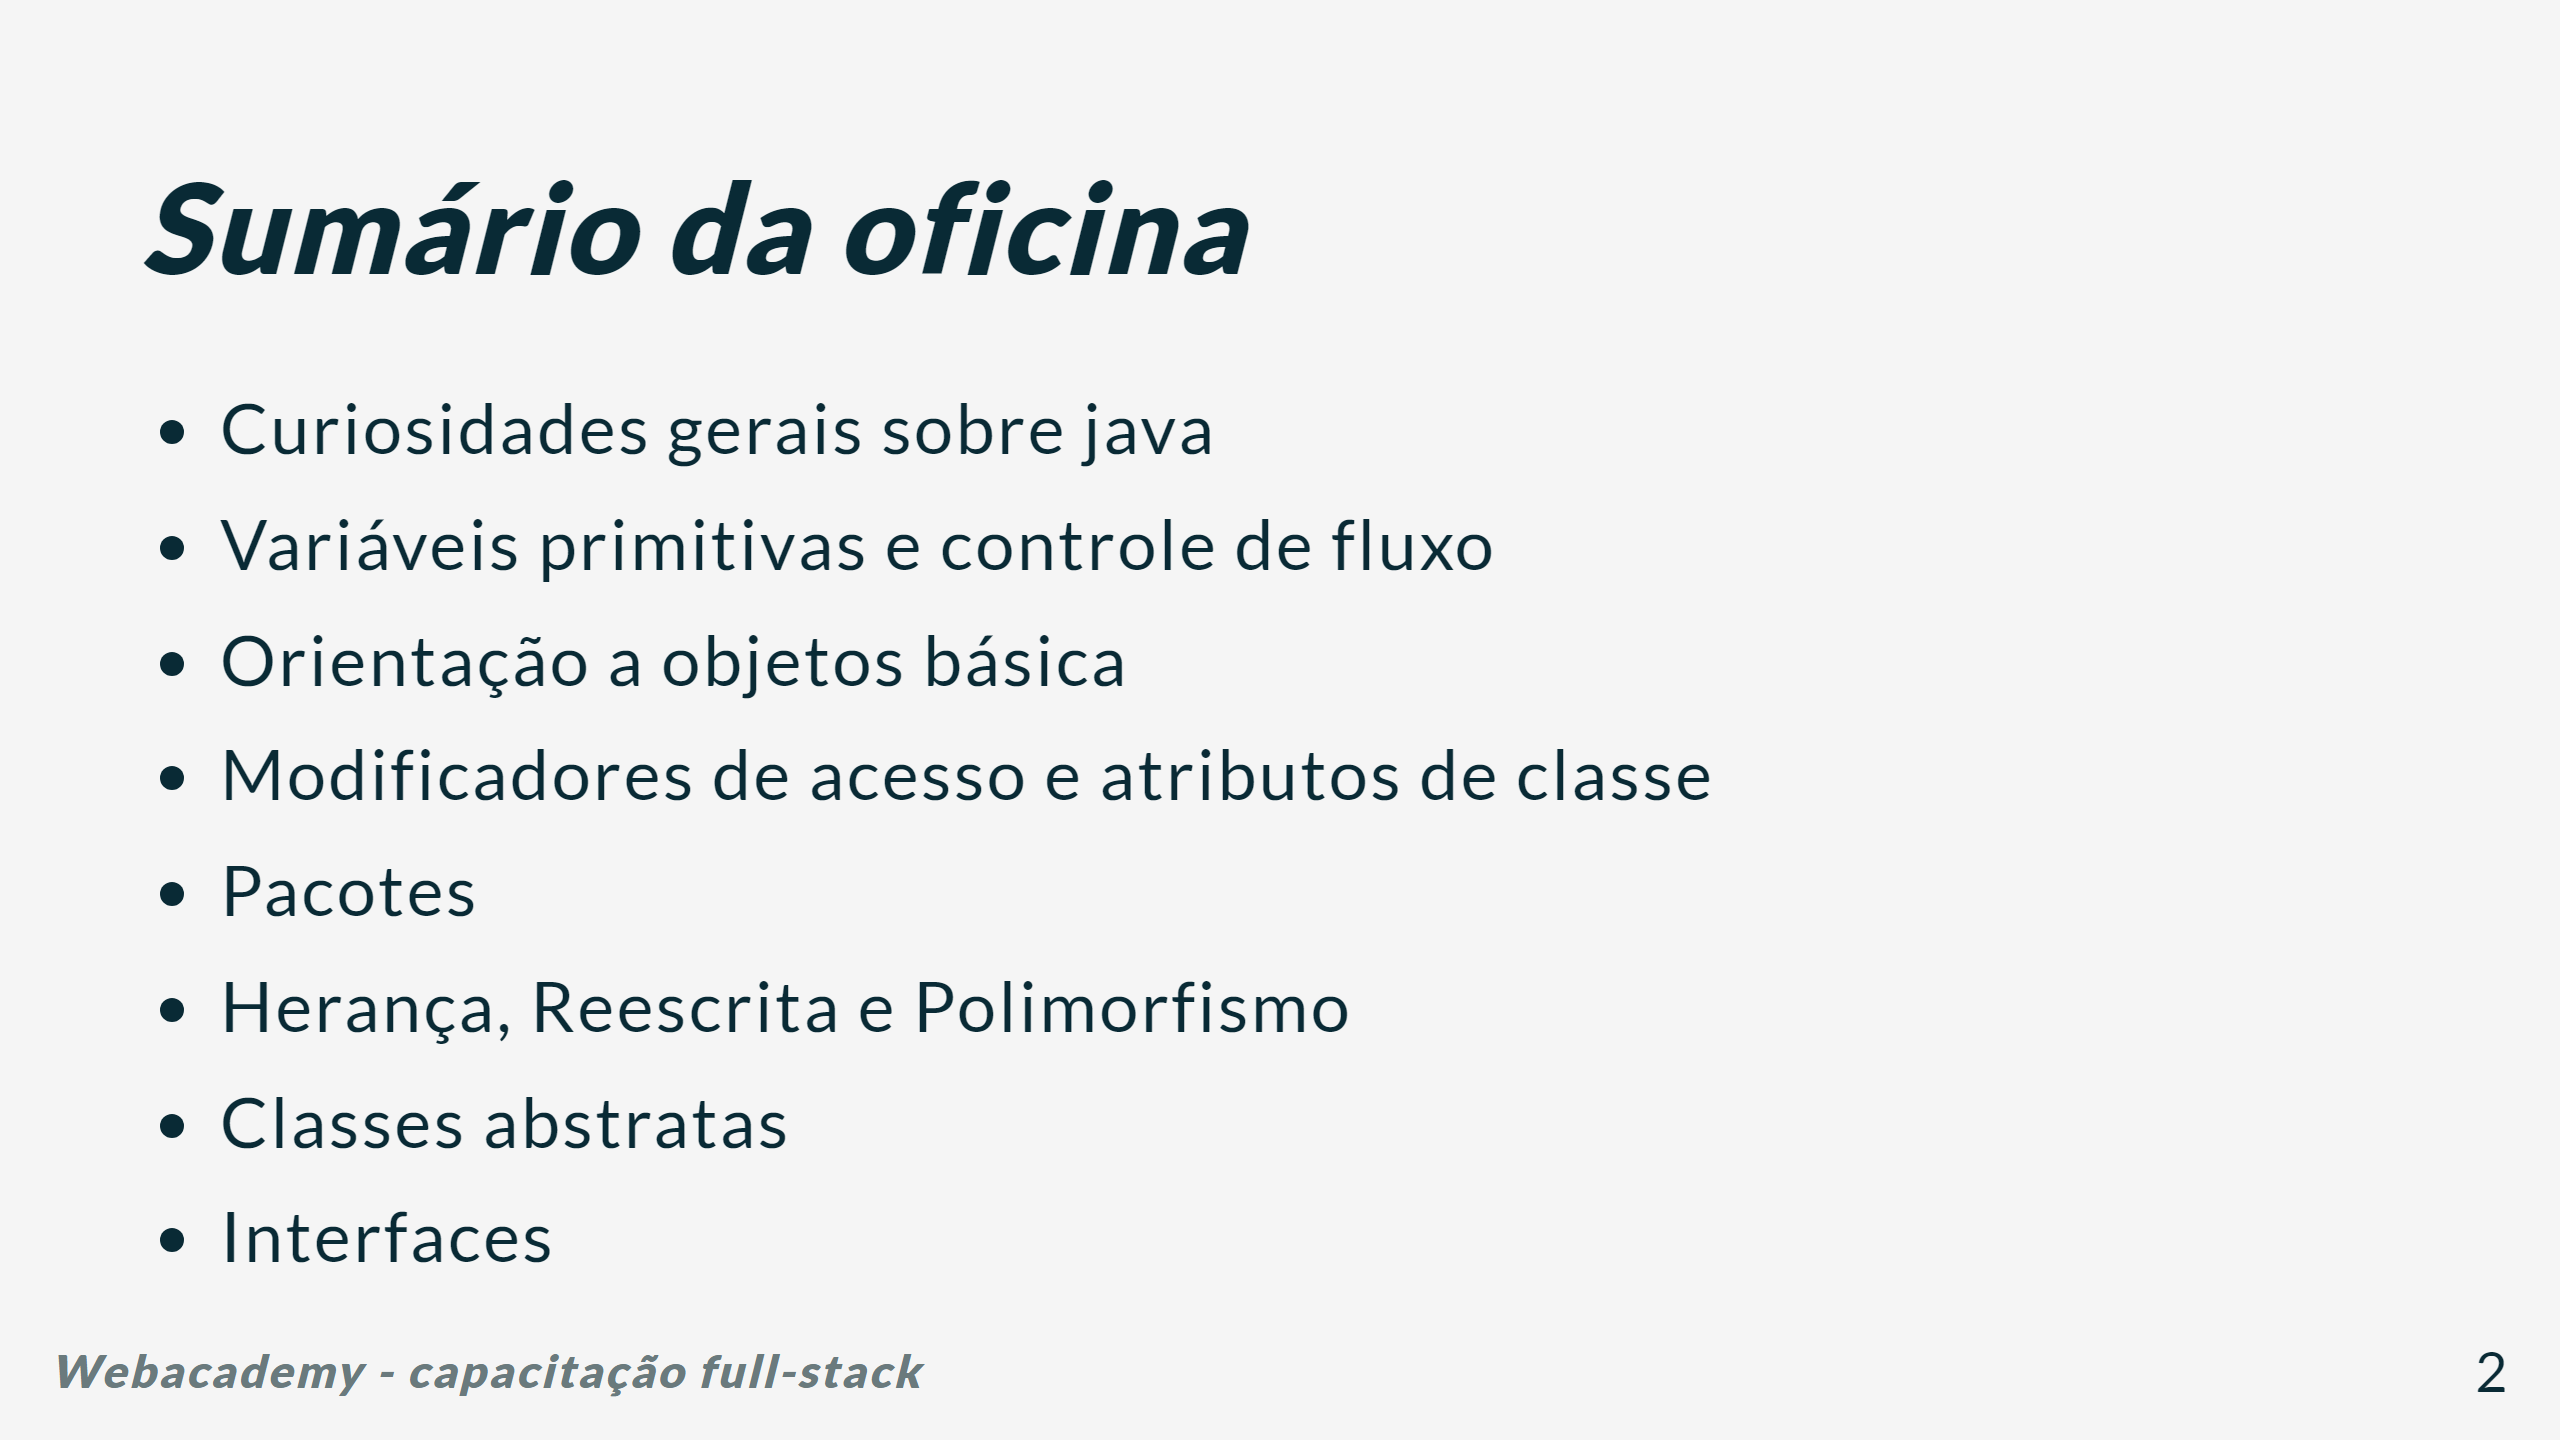 Sumário da oficina
• Curiosidades gerais sobre java
• Variáveis primitivas e controle de fluxo
• Orientação a objetos básica
• Modificadores de acesso e atributos de classe
• Pacotes
• Herança, Reescrita e Polimorfismo
• Classes abstratas
• Interfaces
Webacademy - capacitação full-stack
2